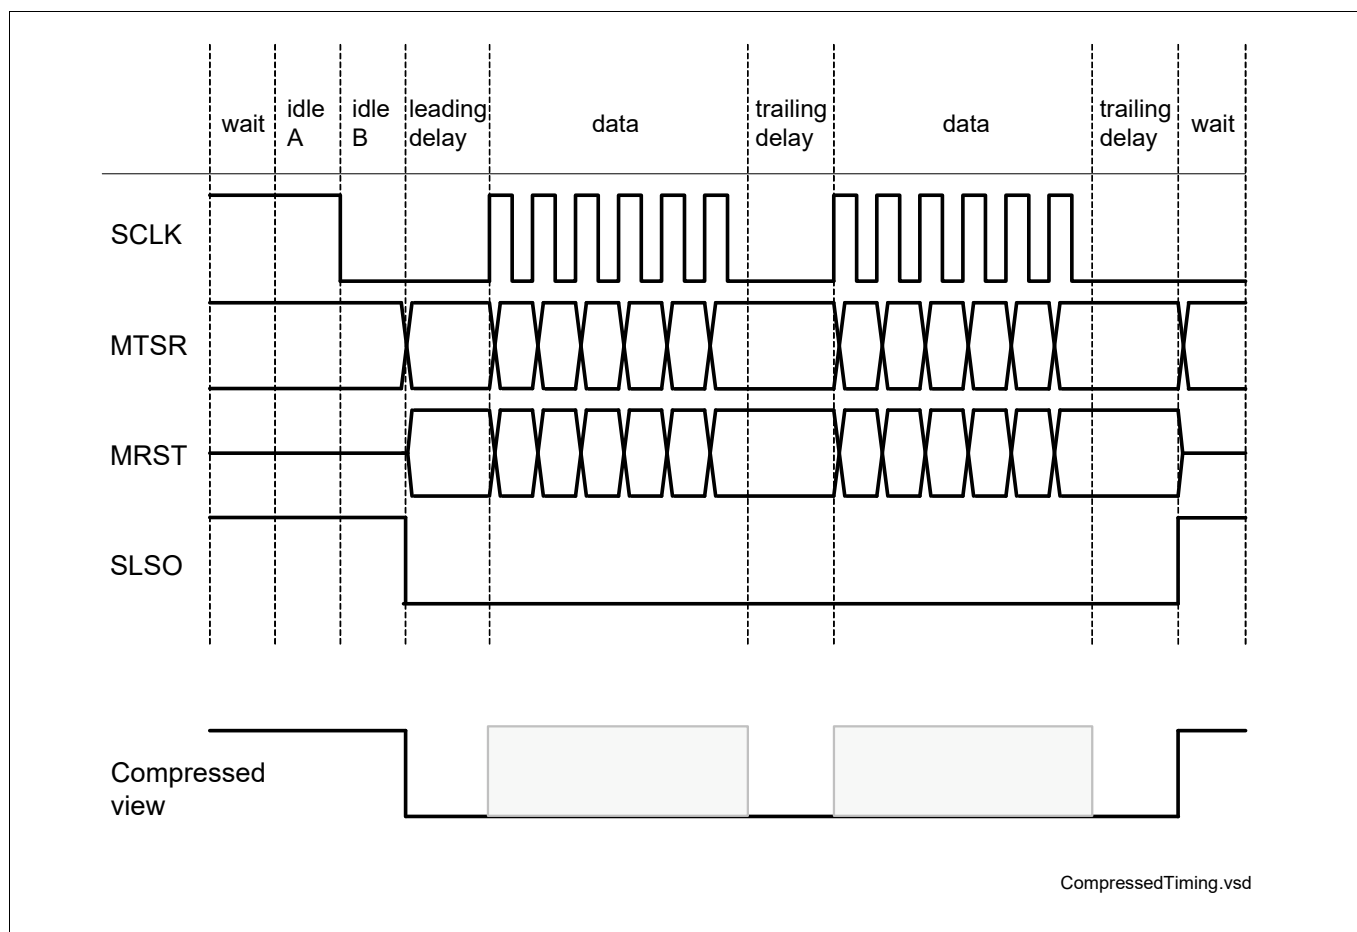 wait
idle
A
idle
B
leading
delay
data
trailing
delay
data
trailing
delay
wait
SCLK
MTSR
MRST
SLSO
Compressed
view
CompressedTiming.vsd